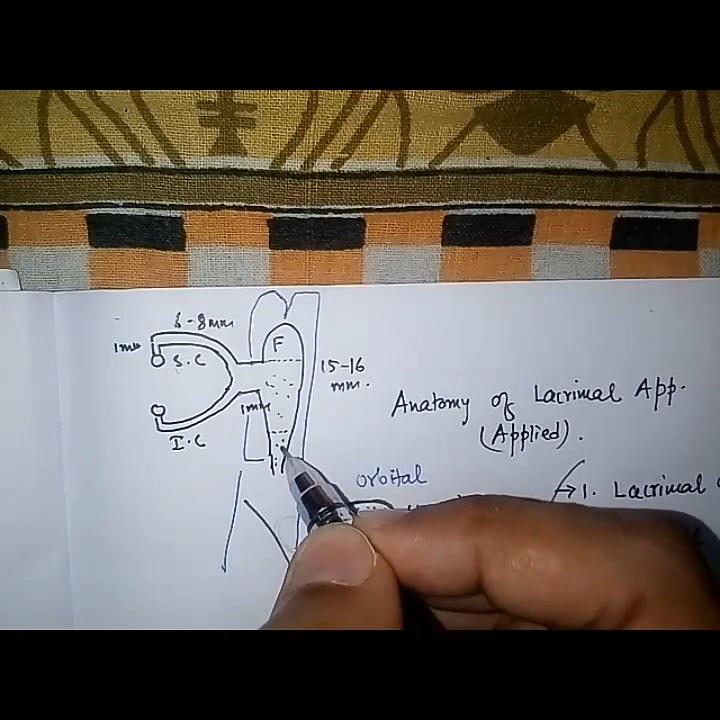 6-8mm
1mm
S.C
F
15-16
mm.
1mm
I.C
Anatomy of Lacrimal App.
(Applied).
orbital
→1. Lacrimal